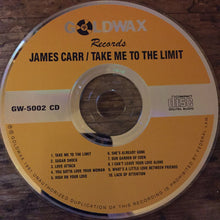 GOLDWAX
Records
JAMES CARR / TAKE ME TO THE LIMIT
GW-5002 CD
COMPACT
disc
DIGITAL AUDIO
1. TAKE ME TO THE LIMIT
2. SUGAR SHOCK
3. LOVE ATTACK
4. YOU GOTTA LOVE YOUR WOMAN
5. HIGH ON YOUR LOVE
6. SHE'S ALREADY GONE
7. OUR GARDEN OF EDEN
8. I CAN'T LEAVE YOUR LOVE ALONE
9. WHAT'S A LITTLE LOVE BETWEEN FRIENDS
10. LACK OF ATTENTION